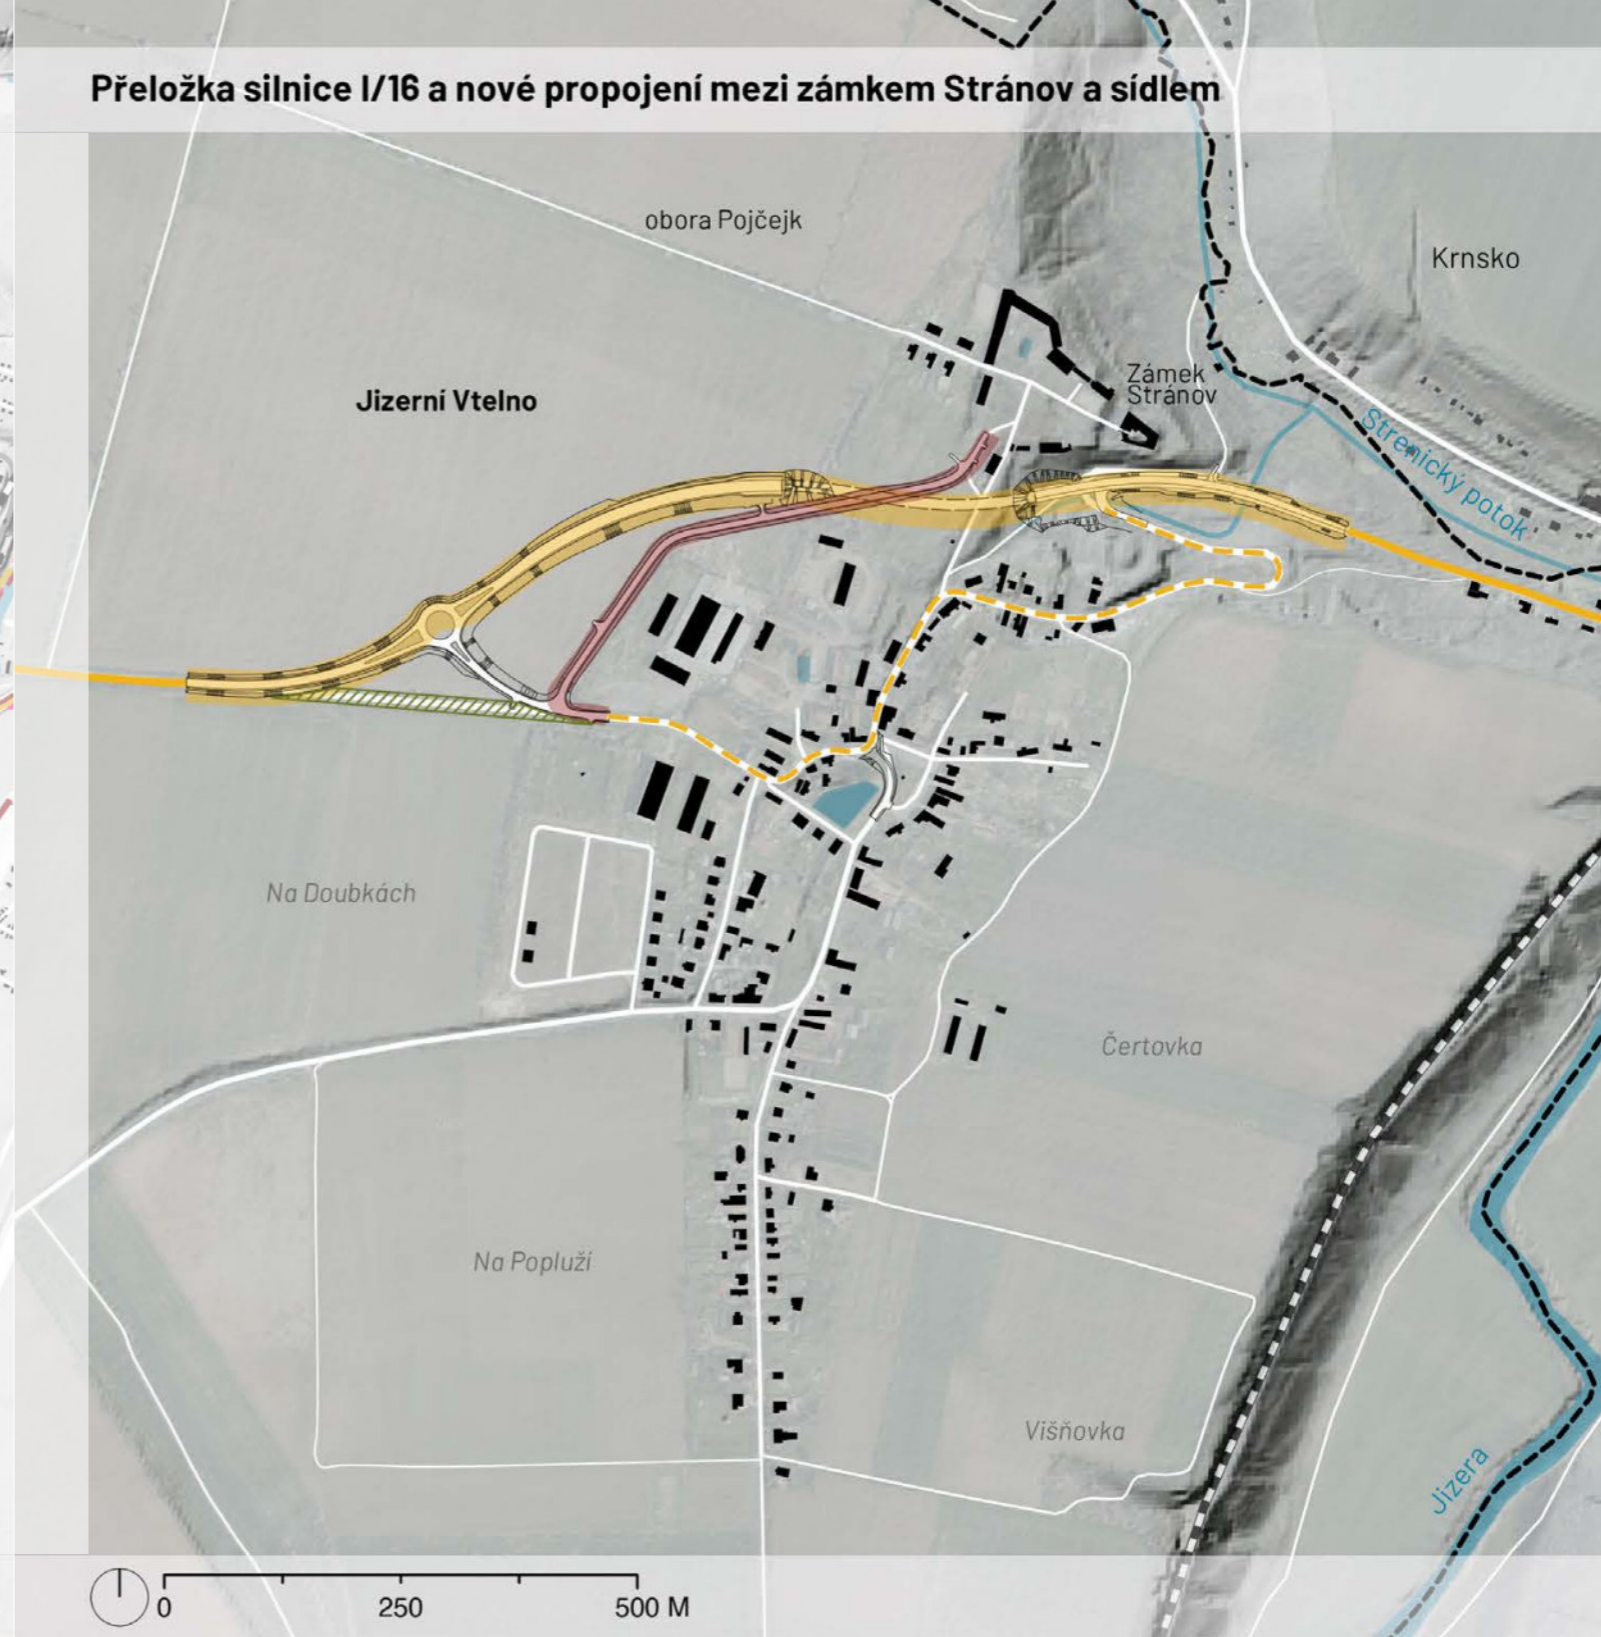 Přeložka silnice I/16 a nové propojení mezi zámkem Stránov a sídlem
obora Pojčejk
Krnsko
Zámek
Stránov
Jizerní Vtelno
Strenický potok
Na Doubkách
Čertovka
Na Popluží
Višňovka
Jizera
0 250 500 M